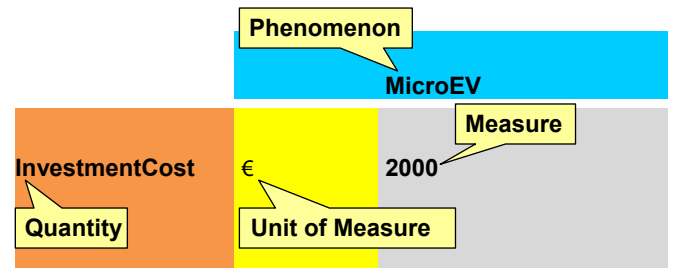 Phenomenon
MicroEV
Measure
InvestmentCost € 2000
Quantity Unit of Measure